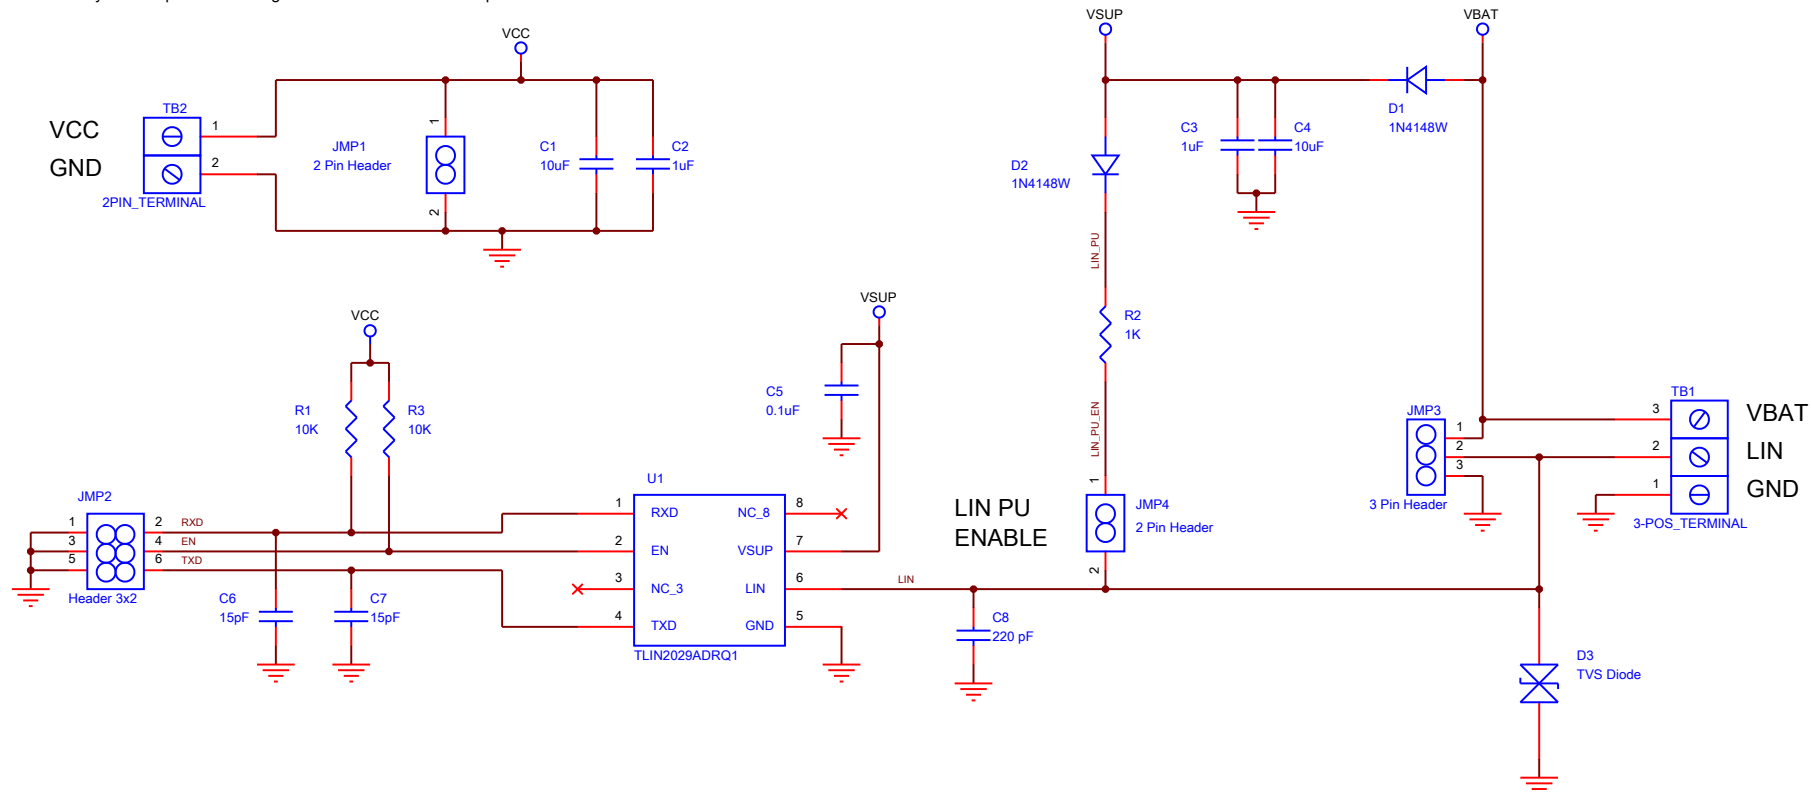 VCC
TB2
VCC
GND
1
2
2PIN_TERMINAL
JMP1
2 Pin Header
1
2
C1
10uF
C2
1uF
VSUP
VBAT
D1
1N4148W
C3
1uF
C4
10uF
D2
1N4148W
LIN_PU
R2
1K
LIN_PU_EN
LIN PU
ENABLE
1
JMP4
2 Pin Header
2
JMP3
1
2
3
3 Pin Header
TB1
3
2
1
VBAT
LIN
GND
3-POS_TERMINAL
VCC
R1
10K
R3
10K
VSUP
C5
0.1uF
JMP2
1
3
5
2
4
6
RXD
EN
TXD
Header 3x2
C6
15pF
C7
15pF
U1
1
2
3
4
RXD
EN
NC_3
TXD
NC_8
VSUP
LIN
GND
8
7
6
5
TLIN2029ADRQ1
LIN
C8
220 pF
D3
TVS Diode